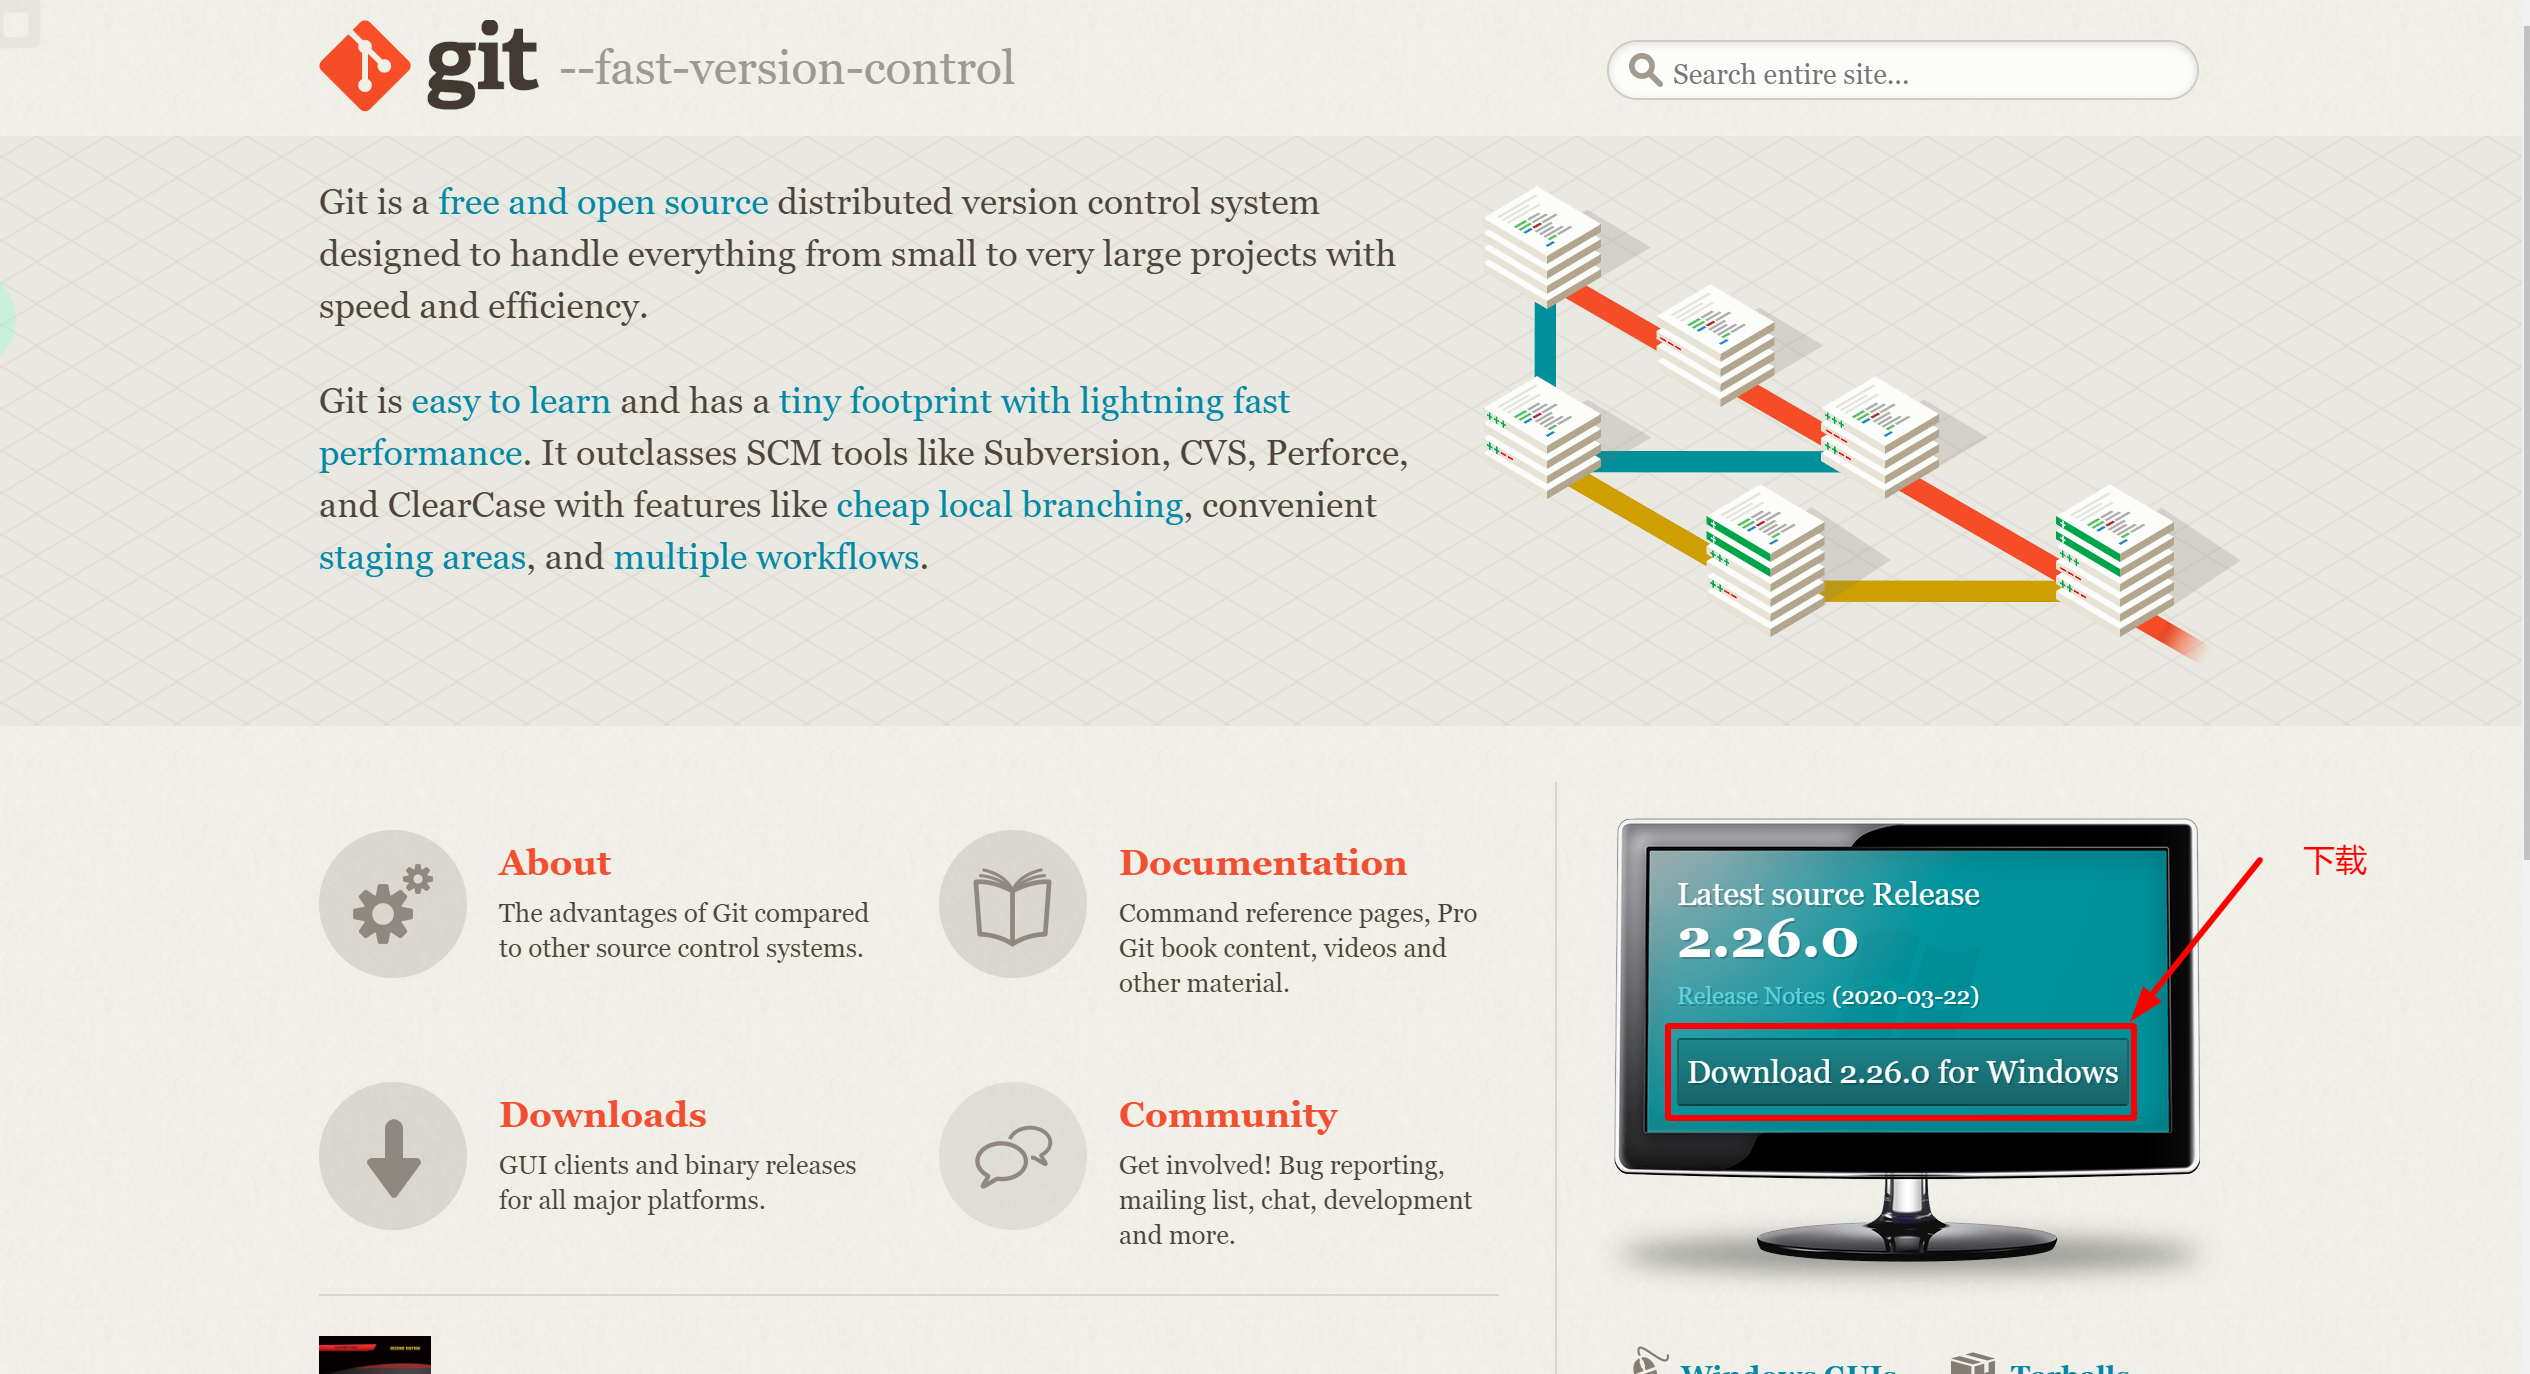 git --fast-version-control
Search entire site...
Git is a free and open source distributed version control system
designed to handle everything from small to very large projects with
speed and efficiency.
Git is easy to learn and has a tiny footprint with lightning fast
performance. It outclasses SCM tools like Subversion, CVS, Perforce,
and ClearCase with features like cheap local branching, convenient
staging areas, and multiple workflows.
About
The advantages of Git compared
to other source control systems.
Documentation
Command reference pages, Pro
Git book content, videos and
other material.
Downloads
GUI clients and binary releases
for all major platforms.
Community
Get involved! Bug reporting,
mailing list, chat, development
and more.
Latest source Release
2.26.0
Release Notes (2020-03-22)
Download 2.26.0 for Windows
下载
Windows GUIs
Tarballs